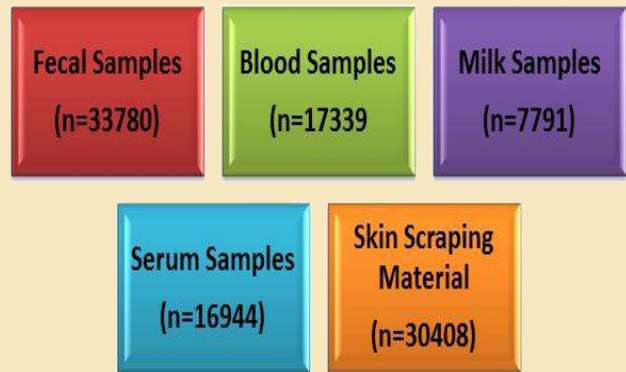 Fecal Samples
(n=33780)
Blood Samples
(n=17339
Milk Samples
(n=7791)
Serum Samples
(n=16944)
Skin Scraping
Material
(n=30408)